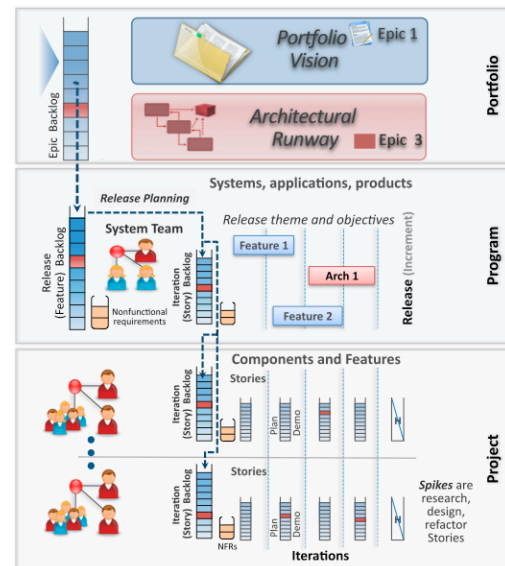 Portfolio
Vision
Epic 1
Architectural
Runway
Epic 3
Epic Backlog
Portfolio
Systems, applications, products
Release Planning
Release theme and objectives
System Team
Release
(Feature) Backlog
Nonfunctional
requirements
Iteration
(Story) Backlog
Feature 1
Arch 1
Feature 2
Release (Increment)
Program
Components and Features
Iteration
(Story) Backlog
Stories
Plan
Demo
H
Iteration
(Story) Backlog
NFRs
Stories
Plan
Demo
H
Iterations
Spikes are
research,
design,
refactor
Stories
Project